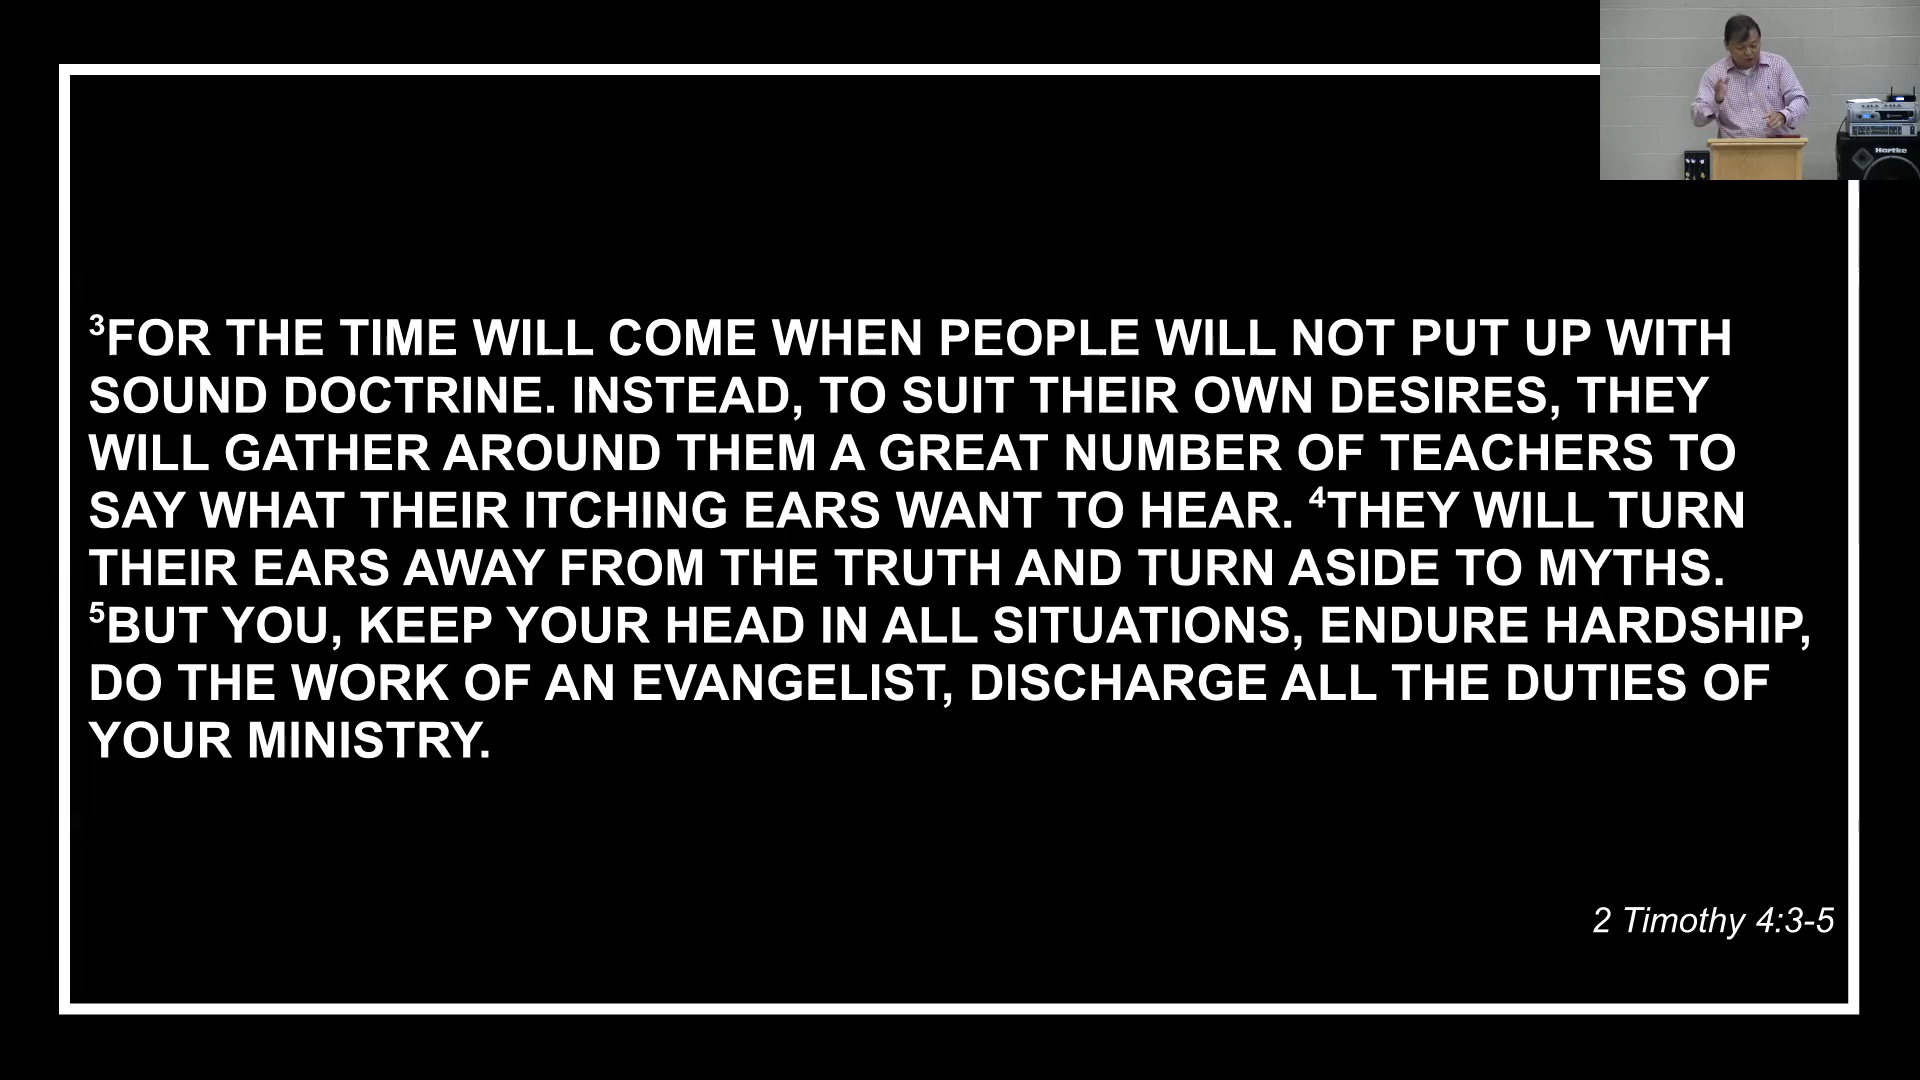 Hartke
³FOR THE TIME WILL COME WHEN PEOPLE WILL NOT PUT UP WITH
SOUND DOCTRINE. INSTEAD, TO SUIT THEIR OWN DESIRES, THEY
WILL GATHER AROUND THEM A GREAT NUMBER OF TEACHERS TO
SAY WHAT THEIR ITCHING EARS WANT TO HEAR. ⁴THEY WILL TURN
THEIR EARS AWAY FROM THE TRUTH AND TURN ASIDE TO MYTHS.
⁵BUT YOU, KEEP YOUR HEAD IN ALL SITUATIONS, ENDURE HARDSHIP,
DO THE WORK OF AN EVANGELIST, DISCHARGE ALL THE DUTIES OF
YOUR MINISTRY.
2 Timothy 4:3-5